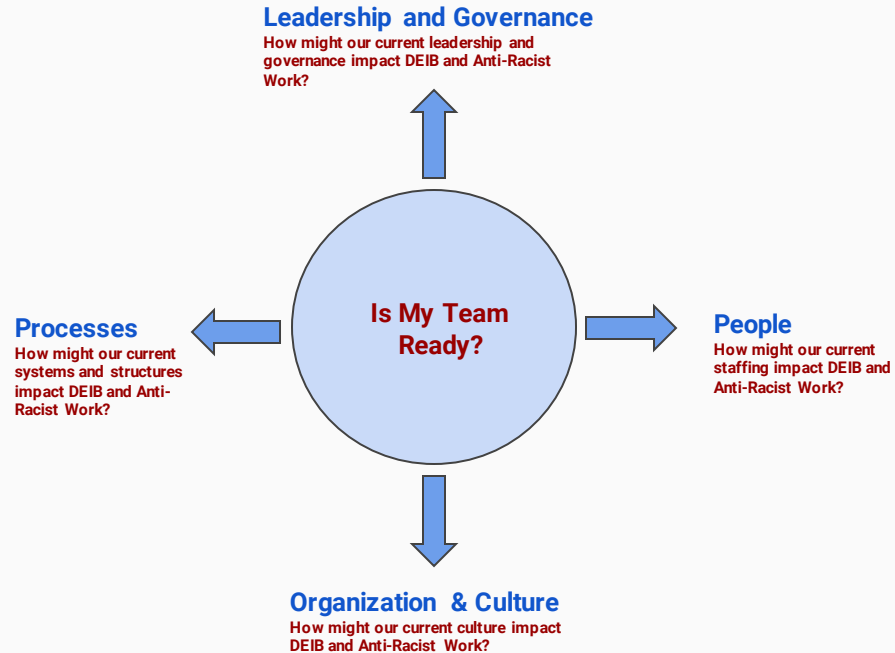 Leadership and Governance
How might our current leadership and
governance impact DEIB and Anti-Racist
Work?
Is My Team
Ready?
Processes
How might our current
systems and structures
impact DEIB and Anti-
Racist Work?
People
How might our current
staffing impact DEIB and
Anti-Racist Work?
Organization & Culture
How might our current culture impact
DEIB and Anti-Racist Work?